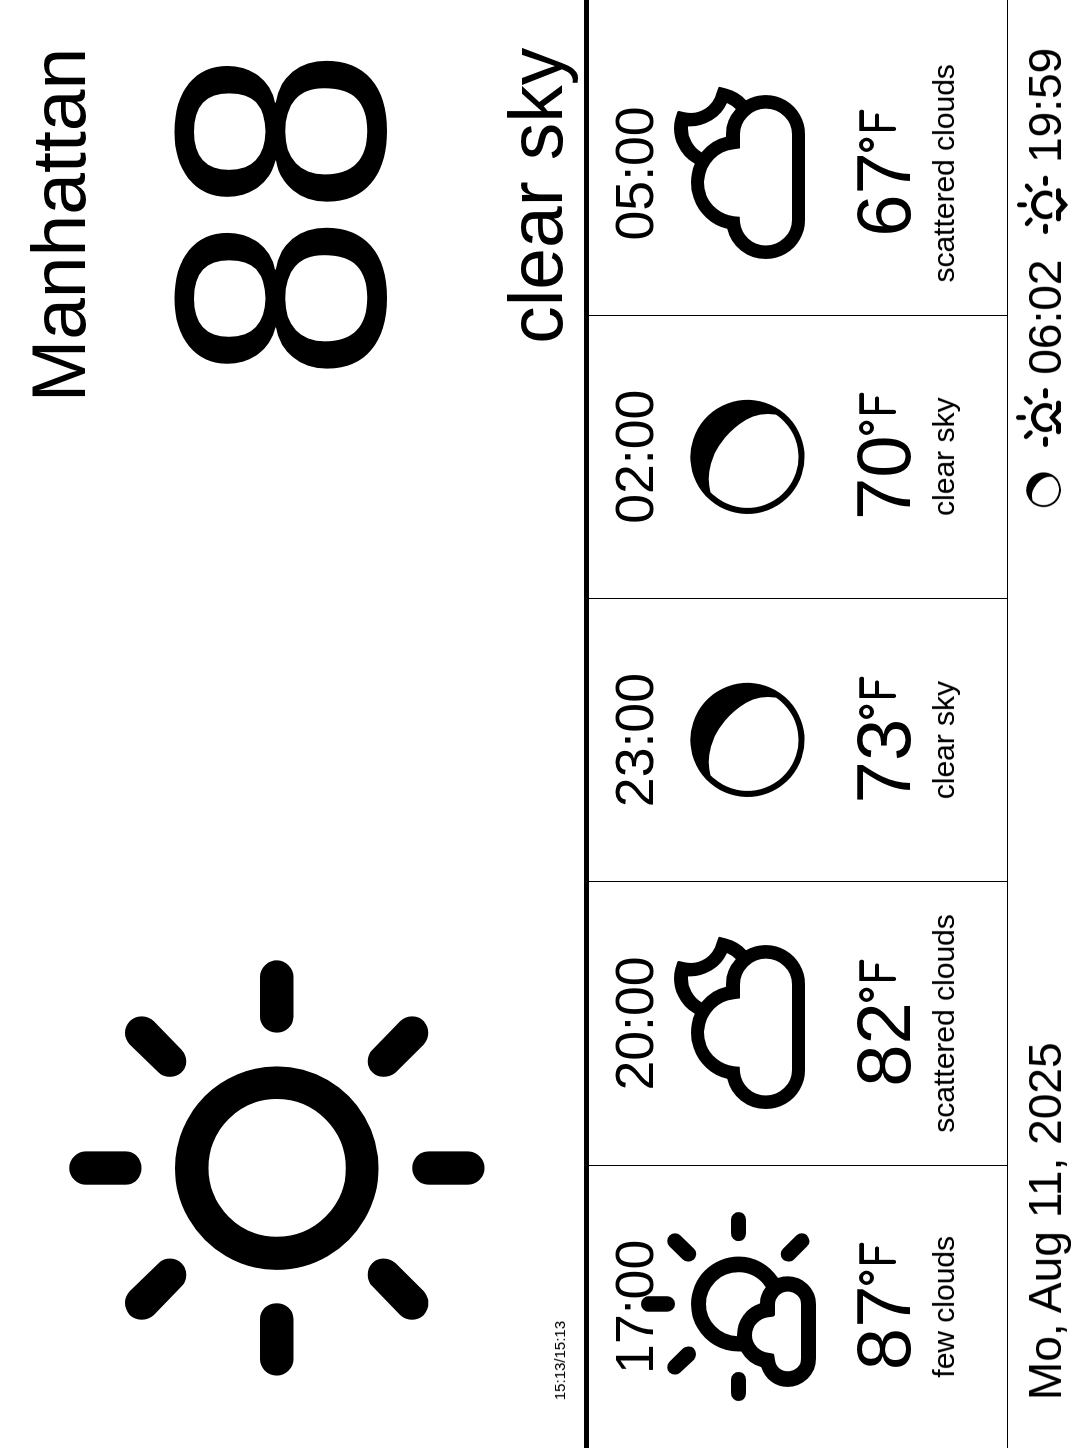 Manhattan
88
clear sky
15:13/15:13
17:00
87°F
few clouds
20:00
82°F
scattered clouds
23:00
73°F
clear sky
02:00
70°F
clear sky
05:00
67°F
scattered clouds
Mo, Aug 11, 2025
06:02
19:59